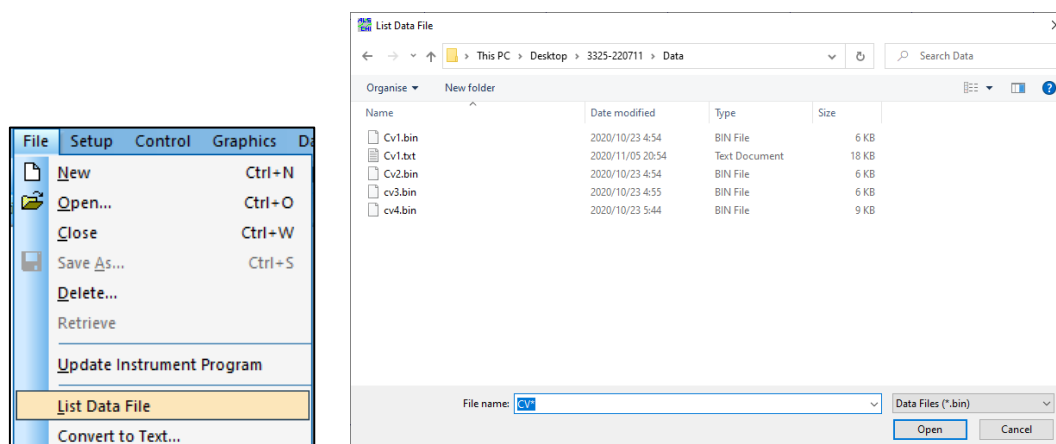 File Setup Control Graphics Da
New Ctrl+N
Open... Ctrl+O
Close Ctrl+W
Save As... Ctrl+S
Delete...
Retrieve
Update Instrument Program
List Data File
Convert to Text...
ALS CHI List Data File
This PC > Desktop > 3325-220711 > Data
Search Data
Organise New folder
Name Date modified Type Size
Cv1.bin 2020/10/23 4:54 BIN File 6 KB
Cv1.txt 2020/11/05 20:54 Text Document 18 KB
Cv2.bin 2020/10/23 4:54 BIN File 6 KB
cv3.bin 2020/10/23 4:55 BIN File 6 KB
cv4.bin 2020/10/23 5:44 BIN File 9 KB
File name: CV* Data Files (*.bin)
Open Cancel